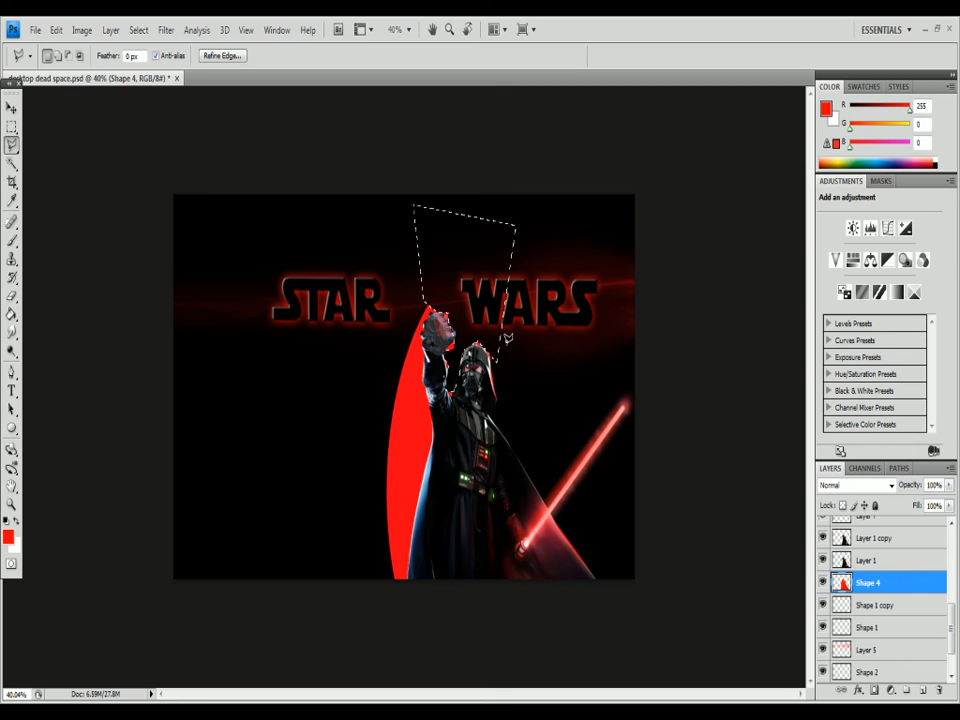 Ps File Edit Image Layer Select Filter Analysis 3D View Window Help Br 40% ESSENTIALS
Feather: 0 px Anti-alias Refine Edge...
desktop dead space.psd @ 40% (Shape 4, RGB/8#) * ×
COLOR SWATCHES STYLES
R 255
G 0
B 0
ADJUSTMENTS MASKS
Add an adjustment
STAR WARS
Levels Presets
Curves Presets
Exposure Presets
Hue/Saturation Presets
Black & White Presets
Channel Mixer Presets
Selective Color Presets
LAYERS CHANNELS PATHS
Normal Opacity: 100%
Lock: Fill: 100%
Layer 1 copy
Layer 1
Shape 4
Shape 1 copy
Shape 1
Layer 5
Shape 2
T
40.04% Doc: 6.59M/27.8M
fx